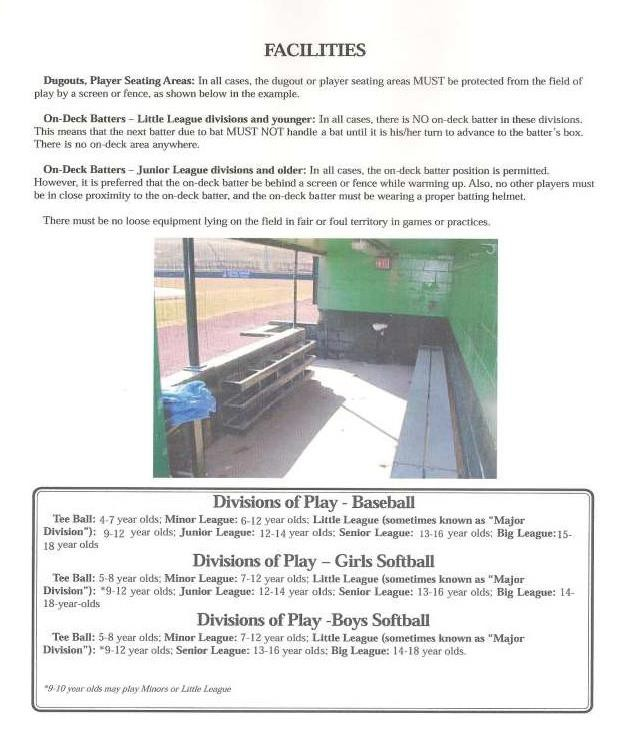 FACILITIES
Dugouts, Player Seating Areas: In all cases, the dugout or player seating areas MUST be protected from the field of
play by a screen or fence, as shown below in the example.
On-Deck Batters – Little League divisions and younger: In all cases, there is NO on-deck batter in these divisions.
This means that the next batter due to bat MUST NOT handle a bat until it is his/her turn to advance to the batter's box.
There is no on-deck area anywhere.
On-Deck Batters – Junior League divisions and older: In all cases, the on-deck batter position is permitted.
However, it is preferred that the on-deck batter be behind a screen or fence while warming up. Also, no other players must
be in close proximity to the on-deck batter, and the on-deck batter must be wearing a proper batting helmet.
There must be no loose equipment lying on the field in fair or foul territory in games or practices.
Divisions of Play - Baseball
Tee Ball: 4-7 year olds; Minor League: 6-12 year olds; Little League (sometimes known as "Major
Division"): 9-12 year olds; Junior League: 12-14 year olds; Senior League: 13-16 year olds; Big League: 15-
18 year olds
Divisions of Play – Girls Softball
Tee Ball: 5-8 year olds; Minor League: 7-12 year olds; Little League (sometimes known as "Major
Division"): *9-12 year olds; Junior League: 12-14 year olds; Senior League: 13-16 year olds; Big League: 14-
18-year-olds
Divisions of Play -Boys Softball
Tee Ball: 5-8 year olds; Minor League: 7-12 year olds; Little League (sometimes known as "Major
Division"): *9-12 year olds; Senior League: 13-16 year olds; Big League: 14-18 year olds.
*9-10 year olds may play Minors or Little League